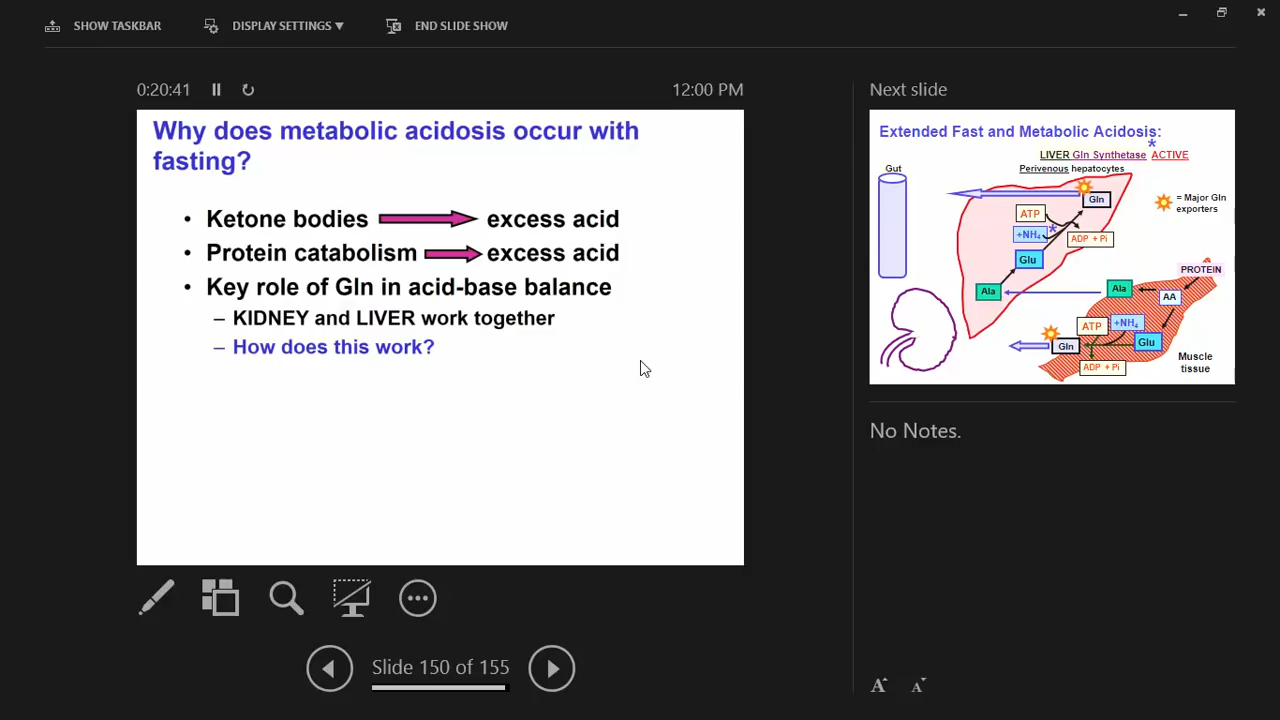 SHOW TASKBAR
DISPLAY SETTINGS ▼
END SLIDE SHOW
0:20:41
12:00 PM
Why does metabolic acidosis occur with
fasting?
• Ketone bodies excess acid
• Protein catabolism excess acid
• Key role of Gln in acid-base balance
– KIDNEY and LIVER work together
– How does this work?
Slide 150 of 155
Next slide
Extended Fast and Metabolic Acidosis:
*
LIVER Gln Synthetase ACTIVE
Perivenous hepatocytes
Gut
Gln
= Major Gln
exporters
ATP
+NH₄ *
ADP + Pi
Glu
Ala
PROTEIN
Ala
AA
ATP
+NH₄
Gln
Glu
ADP + Pi
Muscle
tissue
No Notes.
A A